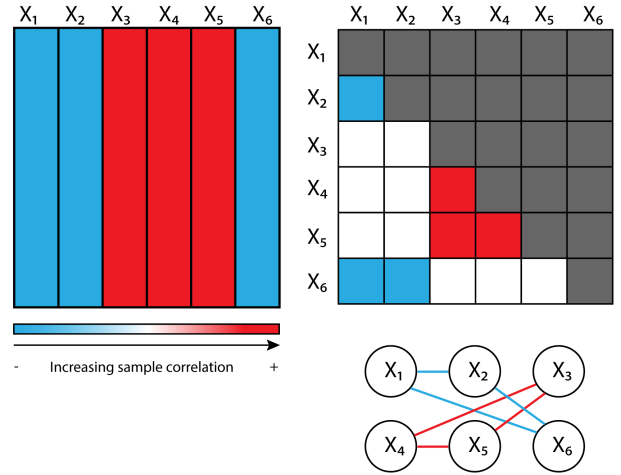 X₁ X₂ X₃ X₄ X₅ X₆
X₁ X₂ X₃ X₄ X₅ X₆
X₁
X₂
X₃
X₄
X₅
X₆
- Increasing sample correlation +
X₁ X₂ X₃
X₄ X₅ X₆